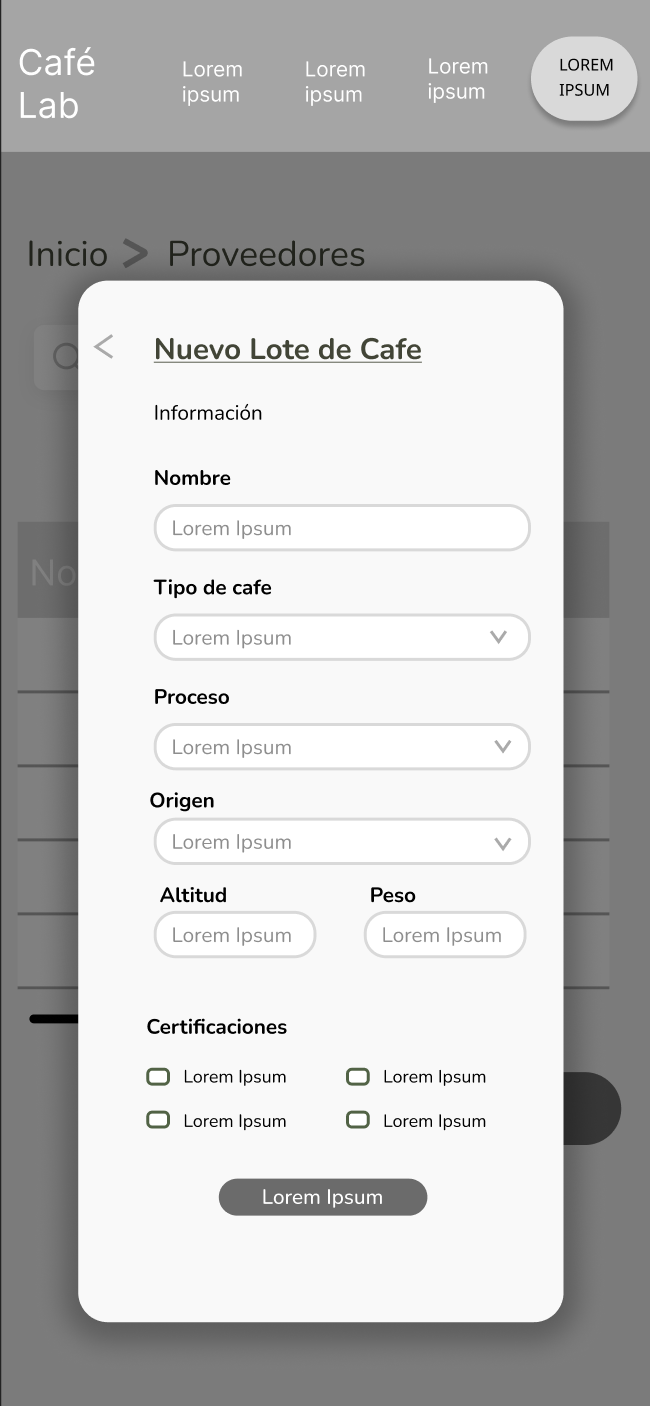 Café
Lab
Lorem
ipsum
Lorem
ipsum
Lorem
ipsum
LOREM
IPSUM
Inicio > Proveedores
Nuevo Lote de Cafe
Información
No
Nombre
Lorem Ipsum
Tipo de cafe
Lorem Ipsum
Proceso
Lorem Ipsum
Origen
Lorem Ipsum
Altitud Peso
Lorem Ipsum Lorem Ipsum
Certificaciones
Lorem Ipsum Lorem Ipsum
Lorem Ipsum Lorem Ipsum
Lorem Ipsum